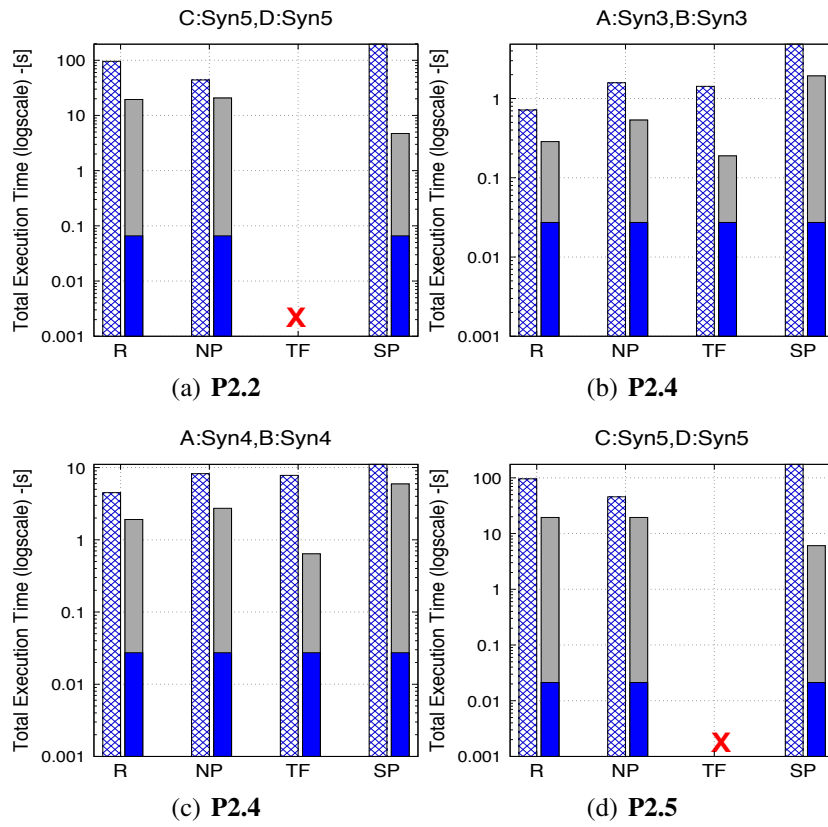 C:Syn5,D:Syn5
Total Execution Time (logscale) -[s]
100
10
1
0.1
0.01
0.001
X
R NP TF SP
(a) P2.2
A:Syn3,B:Syn3
Total Execution Time (logscale) -[s]
1
0.1
0.01
0.001
R NP TF SP
(b) P2.4
A:Syn4,B:Syn4
Total Execution Time (logscale) -[s]
10
1
0.1
0.01
0.001
R NP TF SP
(c) P2.4
C:Syn5,D:Syn5
Total Execution Time (logscale) -[s]
100
10
1
0.1
0.01
0.001
X
R NP TF SP
(d) P2.5